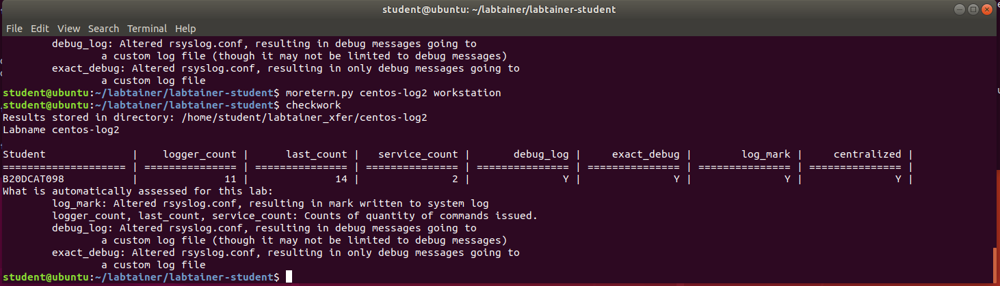 student@ubuntu: ~/labtainer/labtainer-student
File Edit View Search Terminal Help
debug_log: Altered rsyslog.conf, resulting in debug messages going to
a custom log file (though it may not be limited to debug messages)
exact_debug: Altered rsyslog.conf, resulting in only debug messages going to
a custom log file
student@ubuntu:~/labtainer/labtainer-student$ moreterm.py centos-log2 workstation
student@ubuntu:~/labtainer/labtainer-student$ checkwork
Results stored in directory: /home/student/labtainer_xfer/centos-log2
Labname centos-log2
Student | logger_count | last_count | service_count | debug_log | exact_debug | log_mark | centralized |
==================== | =============== | =============== | =============== | =============== | =============== | =============== | =============== |
B20DCAT098 | 11 | 14 | 2 | Y | Y | Y | Y |
What is automatically assessed for this lab:
log_mark: Altered rsyslog.conf, resulting in mark written to system log
logger_count, last_count, service_count: Counts of quantity of commands issued.
debug_log: Altered rsyslog.conf, resulting in debug messages going to
a custom log file (though it may not be limited to debug messages)
exact_debug: Altered rsyslog.conf, resulting in only debug messages going to
a custom log file
student@ubuntu:~/labtainer/labtainer-student$